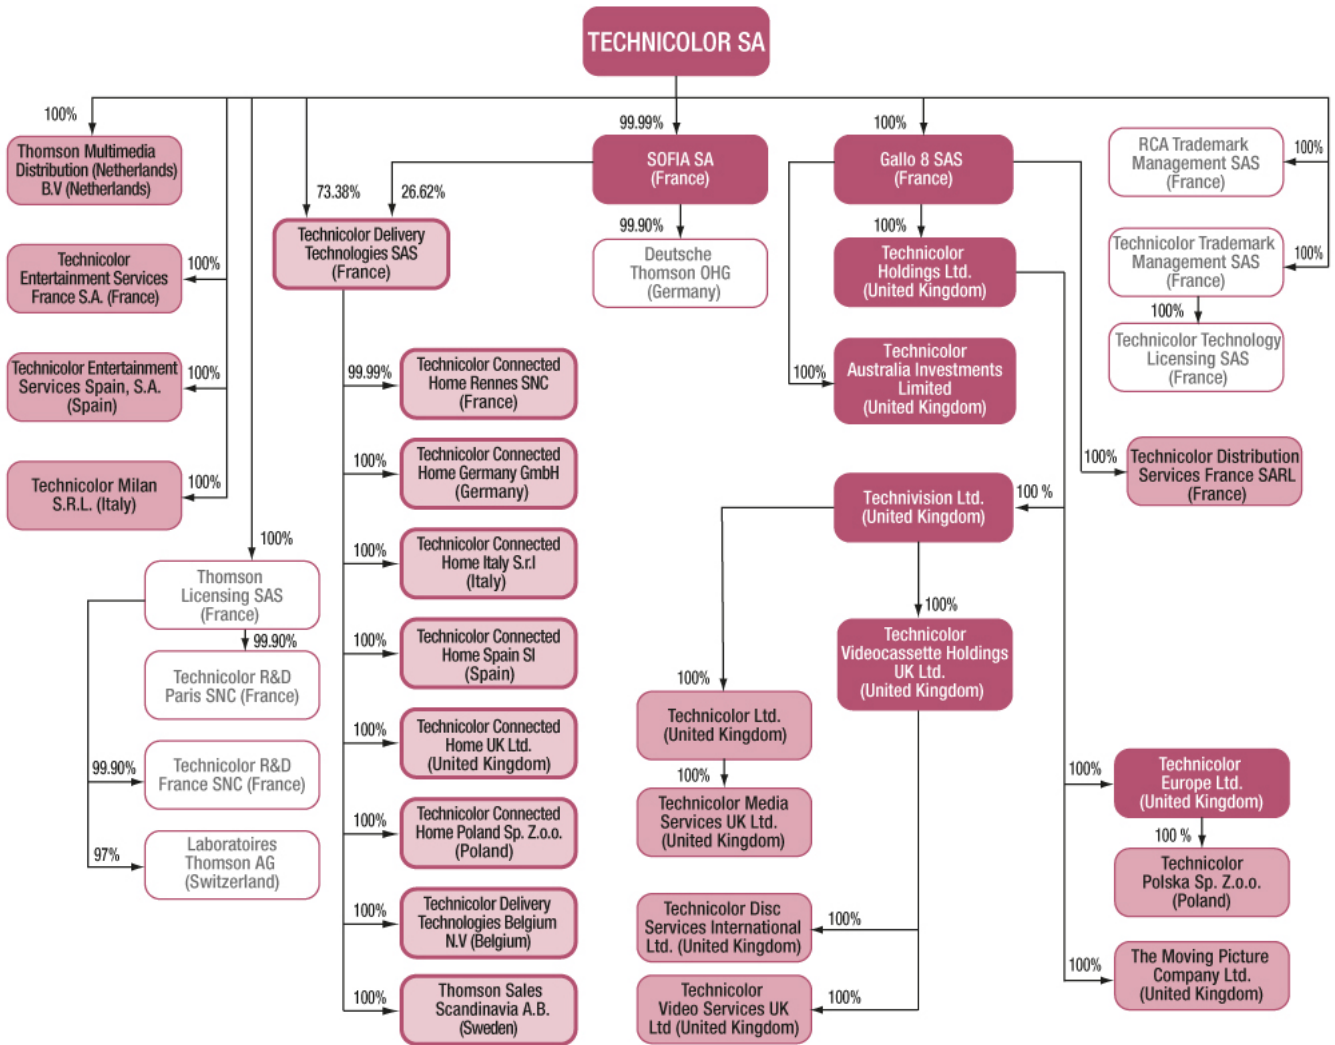 TECHNICOLOR SA
100%
Thomson Multimedia
Distribution (Netherlands)
B.V (Netherlands)
Technicolor
Entertainment Services
France S.A. (France)
100%
Technicolor Entertainment
Services Spain, S.A.
(Spain)
100%
Technicolor Milan
S.R.L. (Italy)
100%
100%
Thomson
Licensing SAS
(France)
99.90%
Technicolor R&D
Paris SNC (France)
99.90%
Technicolor R&D
France SNC (France)
97%
Laboratoires
Thomson AG
(Switzerland)
73.38%
26.62%
Technicolor Delivery
Technologies SAS
(France)
99.99%
Technicolor Connected
Home Rennes SNC
(France)
100%
Technicolor Connected
Home Germany GmbH
(Germany)
100%
Technicolor Connected
Home Italy S.r.l
(Italy)
100%
Technicolor Connected
Home Spain Sl
(Spain)
100%
Technicolor Connected
Home UK Ltd.
(United Kingdom)
100%
Technicolor Connected
Home Poland Sp. Z.o.o.
(Poland)
100%
Technicolor Delivery
Technologies Belgium
N.V (Belgium)
100%
Thomson Sales
Scandinavia A.B.
(Sweden)
99.99%
SOFIA SA
(France)
99.90%
Deutsche
Thomson OHG
(Germany)
100%
Gallo 8 SAS
(France)
100%
Technicolor
Holdings Ltd.
(United Kingdom)
100%
Technicolor
Australia Investments
Limited
(United Kingdom)
Technivision Ltd.
(United Kingdom)
100 %
100%
Technicolor
Videocassette Holdings
UK Ltd.
(United Kingdom)
100%
Technicolor Ltd.
(United Kingdom)
100%
Technicolor Media
Services UK Ltd.
(United Kingdom)
Technicolor Disc
Services International
Ltd. (United Kingdom)
100%
Technicolor
Video Services UK
Ltd (United Kingdom)
100%
RCA Trademark
Management SAS
(France)
100%
Technicolor Trademark
Management SAS
(France)
100%
100%
Technicolor Technology
Licensing SAS
(France)
100%
Technicolor Distribution
Services France SARL
(France)
100%
Technicolor
Europe Ltd.
(United Kingdom)
100 %
Technicolor
Polska Sp. Z.o.o.
(Poland)
100%
The Moving Picture
Company Ltd.
(United Kingdom)